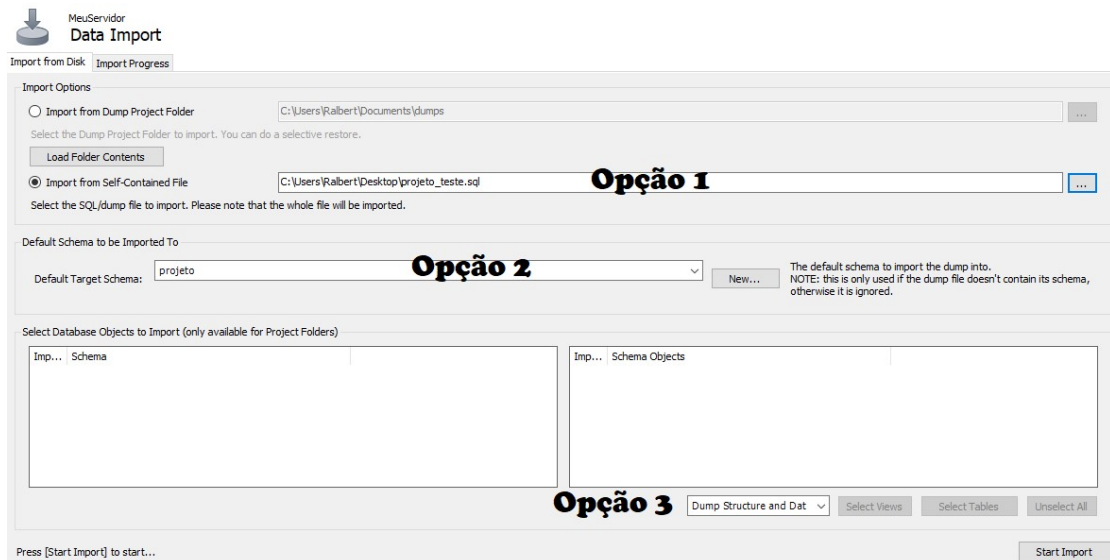 MeuServidor
Data Import
Import from Disk Import Progress
Import Options
Import from Dump Project Folder C:\Users\Ralbert\Documents\dumps ...
Select the Dump Project Folder to import. You can do a selective restore.
Load Folder Contents
Import from Self-Contained File C:\Users\Ralbert\Desktop\projeto_teste.sql Opção 1 ...
Select the SQL/dump file to import. Please note that the whole file will be imported.
Default Schema to be Imported To
Default Target Schema: projeto Opção 2 New...
The default schema to import the dump into.
NOTE: this is only used if the dump file doesn't contain its schema,
otherwise it is ignored.
Select Database Objects to Import (only available for Project Folders)
Imp... Schema Imp... Schema Objects
Opção 3 Dump Structure and Dat Select Views Select Tables Unselect All
Press [Start Import] to start... Start Import